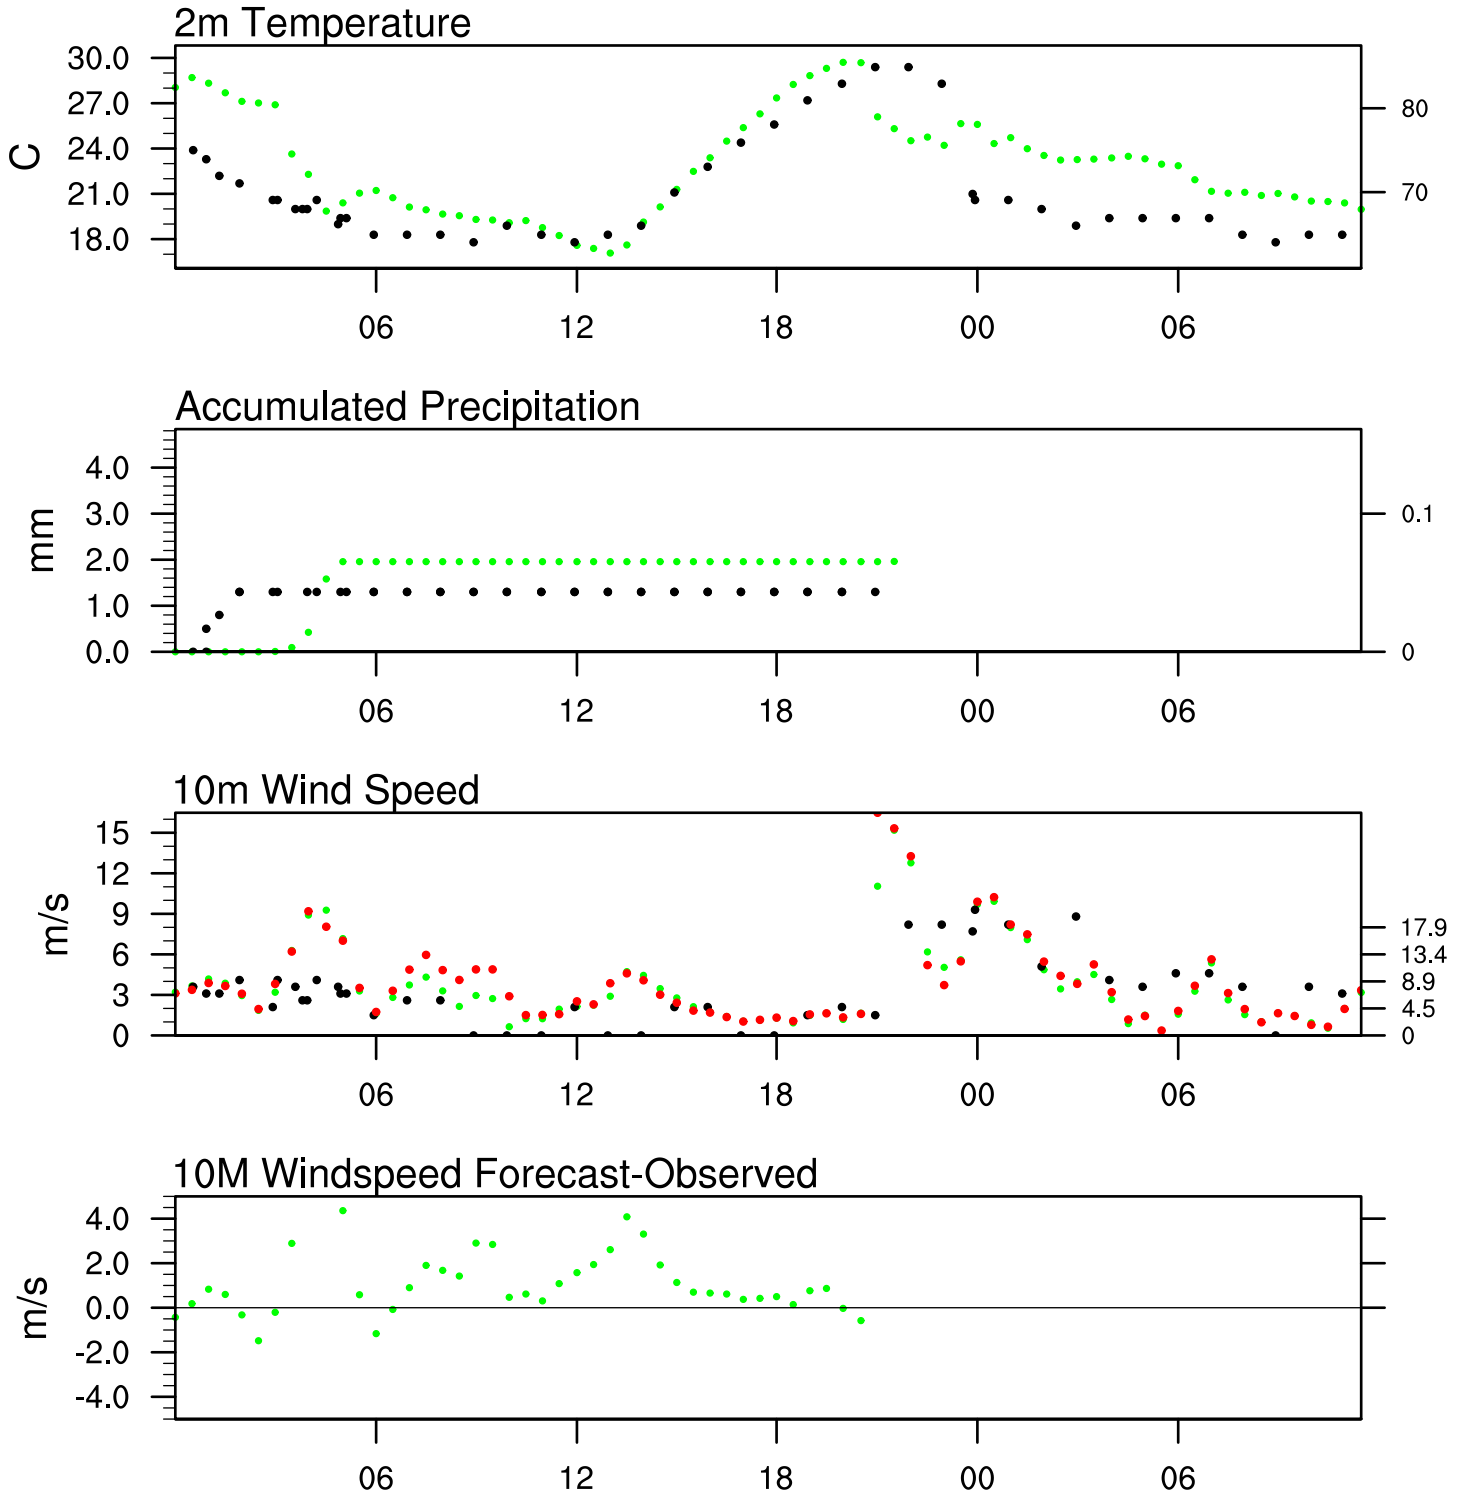 2m Temperature
30.0
27.0
24.0
21.0
18.0
C
80
70
06 12 18 00 06
Accumulated Precipitation
4.0
3.0
2.0
1.0
0.0
mm
0.1
0
06 12 18 00 06
10m Wind Speed
15
12
9
6
3
0
m/s
17.9
13.4
8.9
4.5
0
06 12 18 00 06
10M Windspeed Forecast-Observed
4.0
2.0
0.0
-2.0
-4.0
m/s
06 12 18 00 06